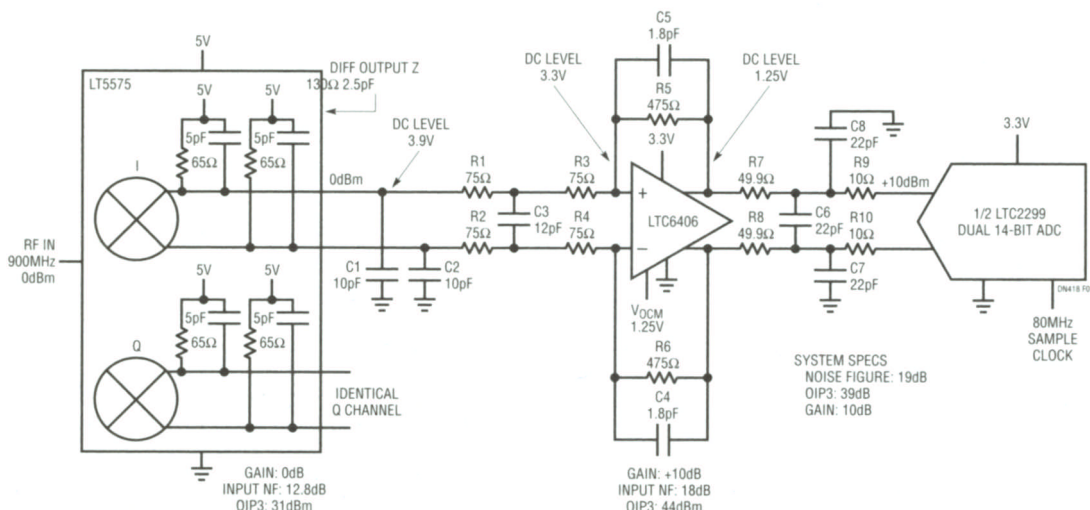 5V
LT5575
DIFF OUTPUT Z
130Ω 2.5pF
5V
5V
5pF
5pF
65Ω
65Ω
I
0dBm
DC LEVEL
3.9V
RF IN
900MHz
0dBm
5V
5V
5pF
5pF
65Ω
65Ω
Q
IDENTICAL
Q CHANNEL
GAIN: 0dB
INPUT NF: 12.8dB
OIP3: 31dBm
C1
10pF
C2
10pF
R1
75Ω
R2
75Ω
C3
12pF
R3
75Ω
R4
75Ω
DC LEVEL
3.3V
C5
1.8pF
R5
475Ω
3.3V
DC LEVEL
1.25V
+
LTC6406
−
VOCM
1.25V
R6
475Ω
C4
1.8pF
GAIN: +10dB
INPUT NF: 18dB
OIP3: 44dBm
R7
49.9Ω
R8
49.9Ω
C8
22pF
C6
22pF
C7
22pF
R9
10Ω
+10dBm
R10
10Ω
3.3V
1/2 LTC2299
DUAL 14-BIT ADC
DN418 F0
80MHz
SAMPLE
CLOCK
SYSTEM SPECS
NOISE FIGURE: 19dB
OIP3: 39dB
GAIN: 10dB